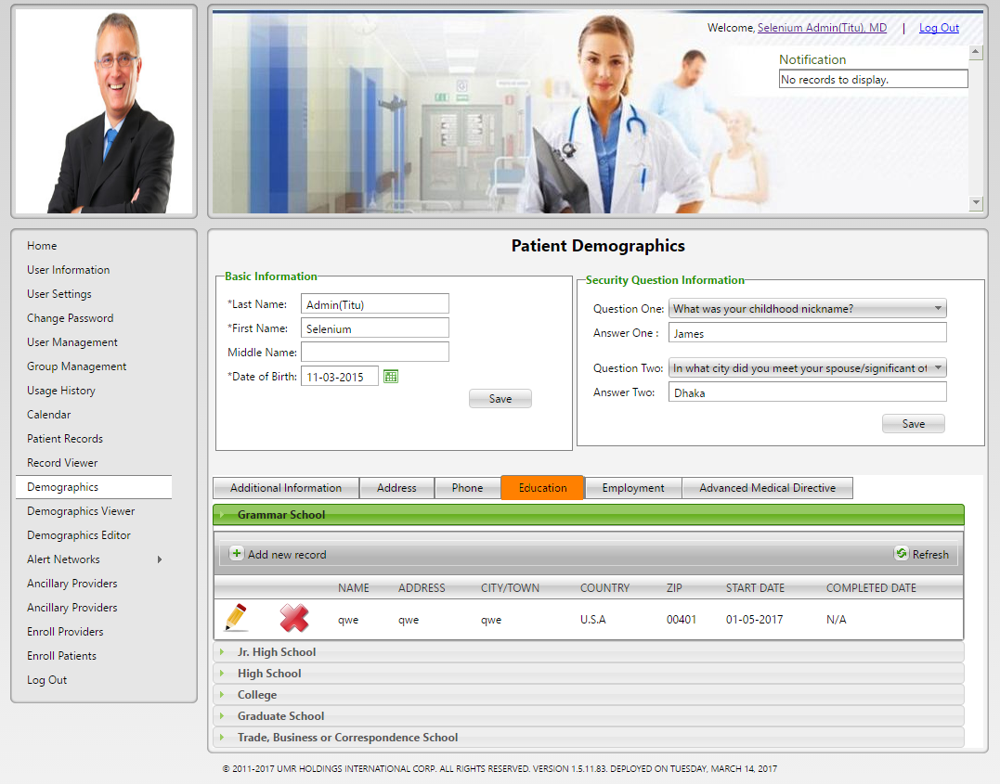 Welcome, Selenium Admin(Titu), MD | Log Out
Notification
No records to display.
Home
User Information
User Settings
Change Password
User Management
Group Management
Usage History
Calendar
Patient Records
Record Viewer
Demographics
Demographics Viewer
Demographics Editor
Alert Networks
Ancillary Providers
Ancillary Providers
Enroll Providers
Enroll Patients
Log Out
Patient Demographics
Basic Information
*Last Name: Admin(Titu)
*First Name: Selenium
Middle Name:
*Date of Birth: 11-03-2015
Save
Security Question Information
Question One: What was your childhood nickname?
Answer One : James
Question Two: In what city did you meet your spouse/significant ot
Answer Two: Dhaka
Save
Additional Information Address Phone Education Employment Advanced Medical Directive
Grammar School
Add new record Refresh
NAME ADDRESS CITY/TOWN COUNTRY ZIP START DATE COMPLETED DATE
qwe qwe qwe U.S.A 00401 01-05-2017 N/A
Jr. High School
High School
College
Graduate School
Trade, Business or Correspondence School
© 2011-2017 UMR HOLDINGS INTERNATIONAL CORP. ALL RIGHTS RESERVED. VERSION 1.5.11.83. DEPLOYED ON TUESDAY, MARCH 14, 2017